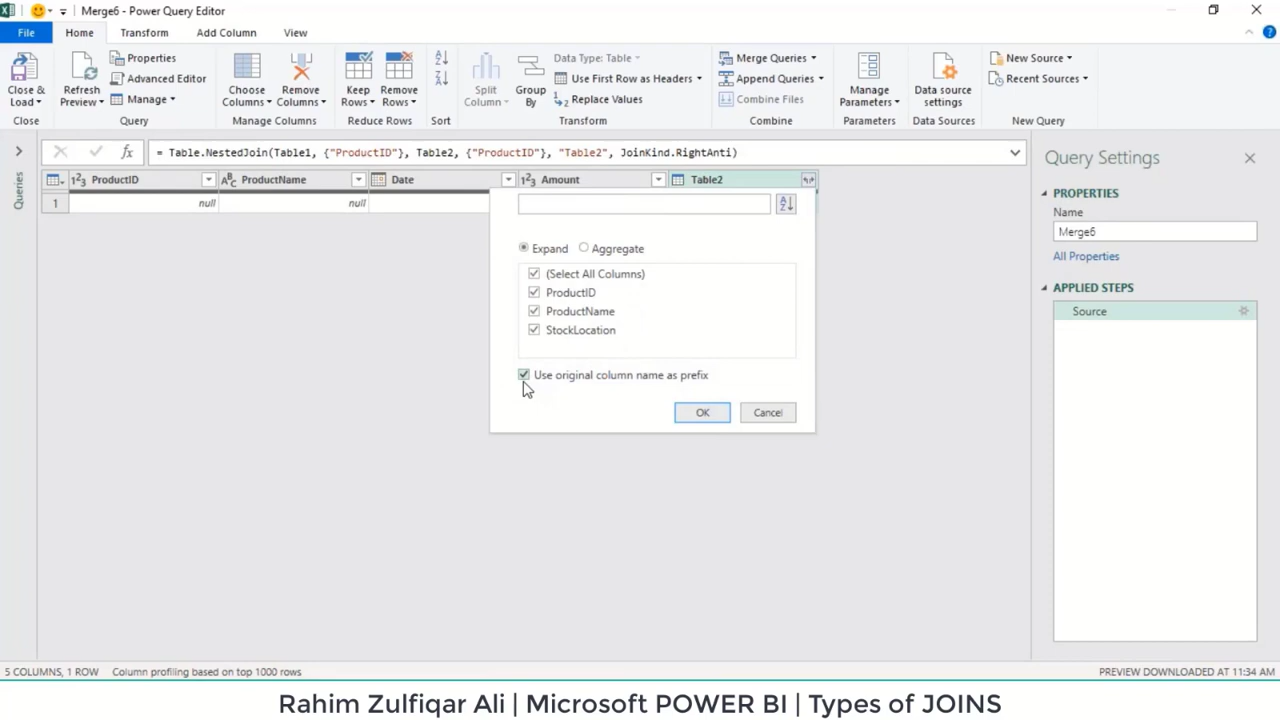 Merge6 - Power Query Editor
File Home Transform Add Column View
Close & Load
Close
Refresh Preview
Properties
Advanced Editor
Manage
Query
Choose Columns
Remove Columns
Manage Columns
Keep Rows
Remove Rows
Reduce Rows
Sort
Split Column
Group By
Data Type: Table
Use First Row as Headers
Replace Values
Transform
Merge Queries
Append Queries
Combine Files
Combine
Manage Parameters
Parameters
Data source settings
Data Sources
New Source
Recent Sources
New Query
Queries
fx = Table.NestedJoin(Table1, {"ProductID"}, Table2, {"ProductID"}, "Table2", JoinKind.RightAnti)
ProductID ProductName Date Amount Table2
1 null null
Expand Aggregate
(Select All Columns)
ProductID
ProductName
StockLocation
Use original column name as prefix
OK Cancel
Query Settings
PROPERTIES
Name
Merge6
All Properties
APPLIED STEPS
Source
5 COLUMNS, 1 ROW Column profiling based on top 1000 rows
PREVIEW DOWNLOADED AT 11:34 AM
Rahim Zulfiqar Ali | Microsoft POWER BI | Types of JOINS